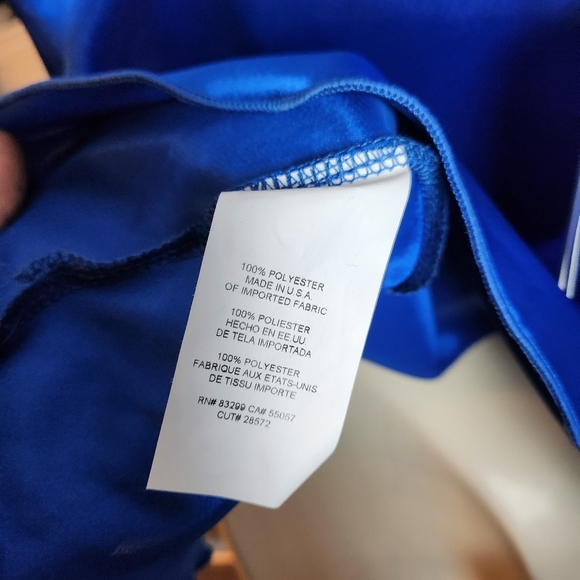 100% POLYESTER
MADE IN U.S.A.
OF IMPORTED FABRIC
100% POLIESTER
HECHO EN EE.UU.
DE TELA IMPORTADA
100% POLYESTER
FABRIQUE AUX ETATS-UNIS
DE TISSU IMPORTE
RN# 83299 CA# 55057
CUT# 28572